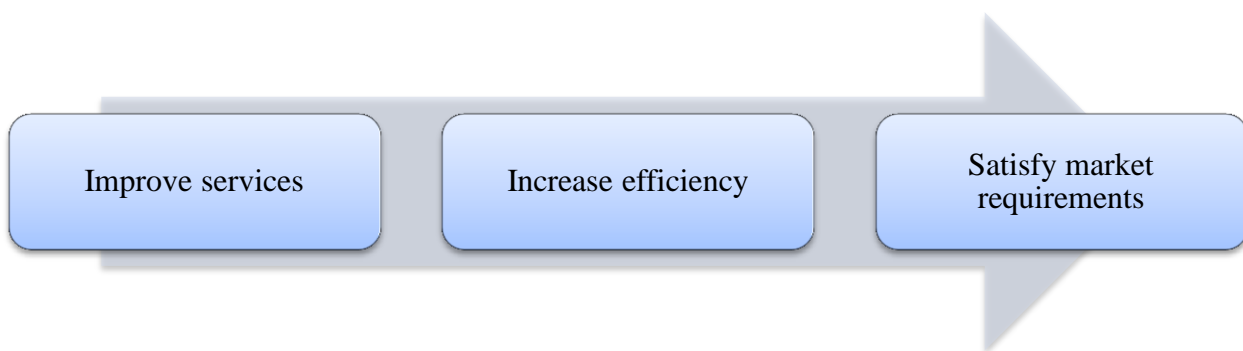 Improve services
Increase efficiency
Satisfy market
requirements